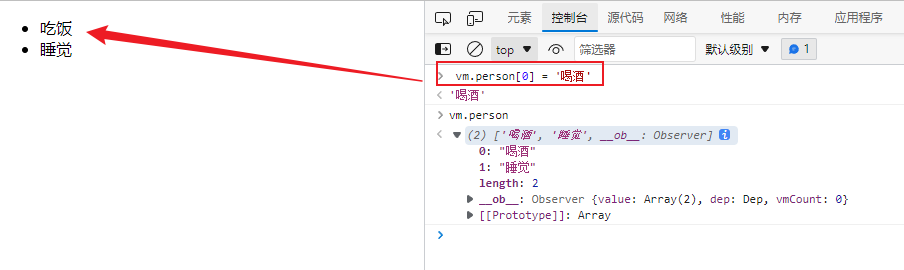 吃饭
睡觉
元素 控制台 源代码 网络 性能 内存 应用程序
top 筛选器 默认级别 1
> vm.person[0] = '喝酒'
< '喝酒'
> vm.person
< (2) ['喝酒', '睡觉', __ob__: Observer] i
0: "喝酒"
1: "睡觉"
length: 2
__ob__: Observer {value: Array(2), dep: Dep, vmCount: 0}
[[Prototype]]: Array
>